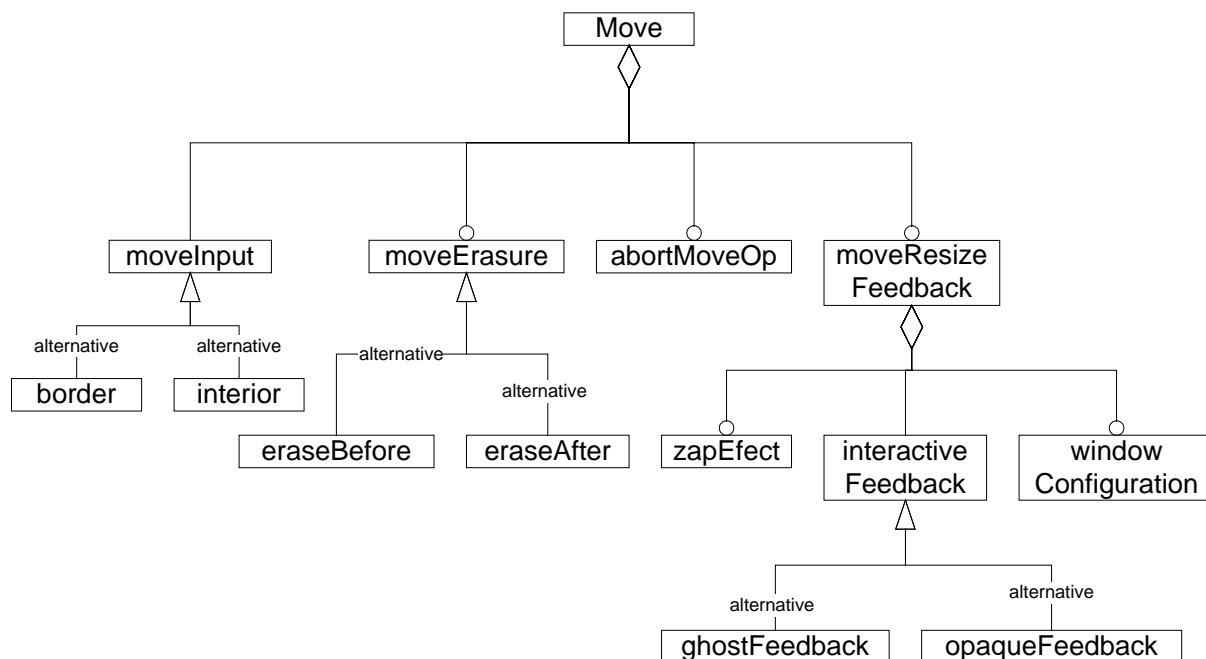 Move
moveInput
moveErasure
abortMoveOp
moveResize
Feedback
alternative
alternative
alternative
alternative
border
interior
eraseBefore
eraseAfter
zapEfect
interactive
Feedback
window
Configuration
alternative
alternative
ghostFeedback
opaqueFeedback